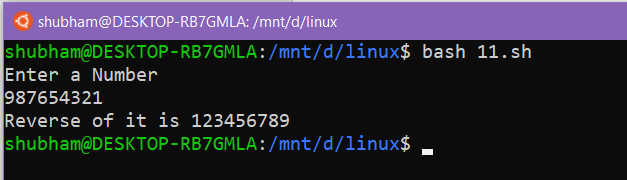 shubham@DESKTOP-RB7GMLA: /mnt/d/linux
shubham@DESKTOP-RB7GMLA:/mnt/d/linux$ bash 11.sh
Enter a Number
987654321
Reverse of it is 123456789
shubham@DESKTOP-RB7GMLA:/mnt/d/linux$